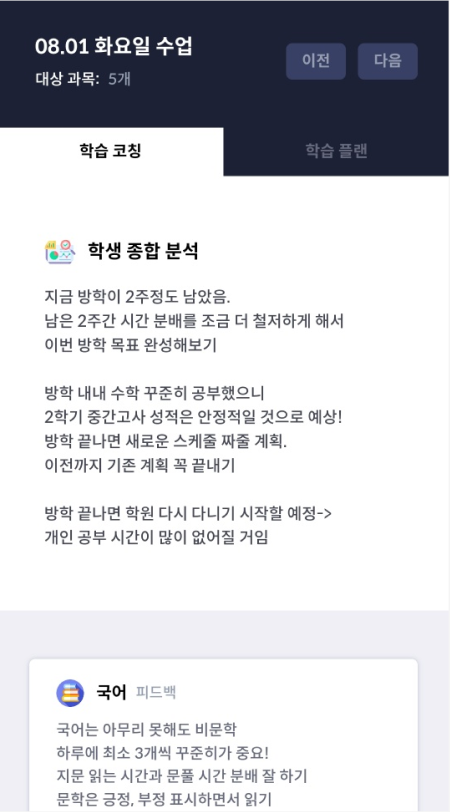 08.01 화요일 수업
대상 과목: 5개
이전
다음
학습 코칭
학습 플랜
학생 종합 분석
지금 방학이 2주정도 남았음.
남은 2주간 시간 분배를 조금 더 철저하게 해서
이번 방학 목표 완성해보기
방학 내내 수학 꾸준히 공부했으니
2학기 중간고사 성적은 안정적일 것으로 예상!
방학 끝나면 새로운 스케줄 짜줄 계획.
이전까지 기존 계획 꼭 끝내기
방학 끝나면 학원 다시 다니기 시작할 예정->
개인 공부 시간이 많이 없어질 거임
국어 피드백
국어는 아무리 못해도 비문학
하루에 최소 3개씩 꾸준히가 중요!
지문 읽는 시간과 문풀 시간 분배 잘 하기
문학은 긍정, 부정 표시하면서 읽기